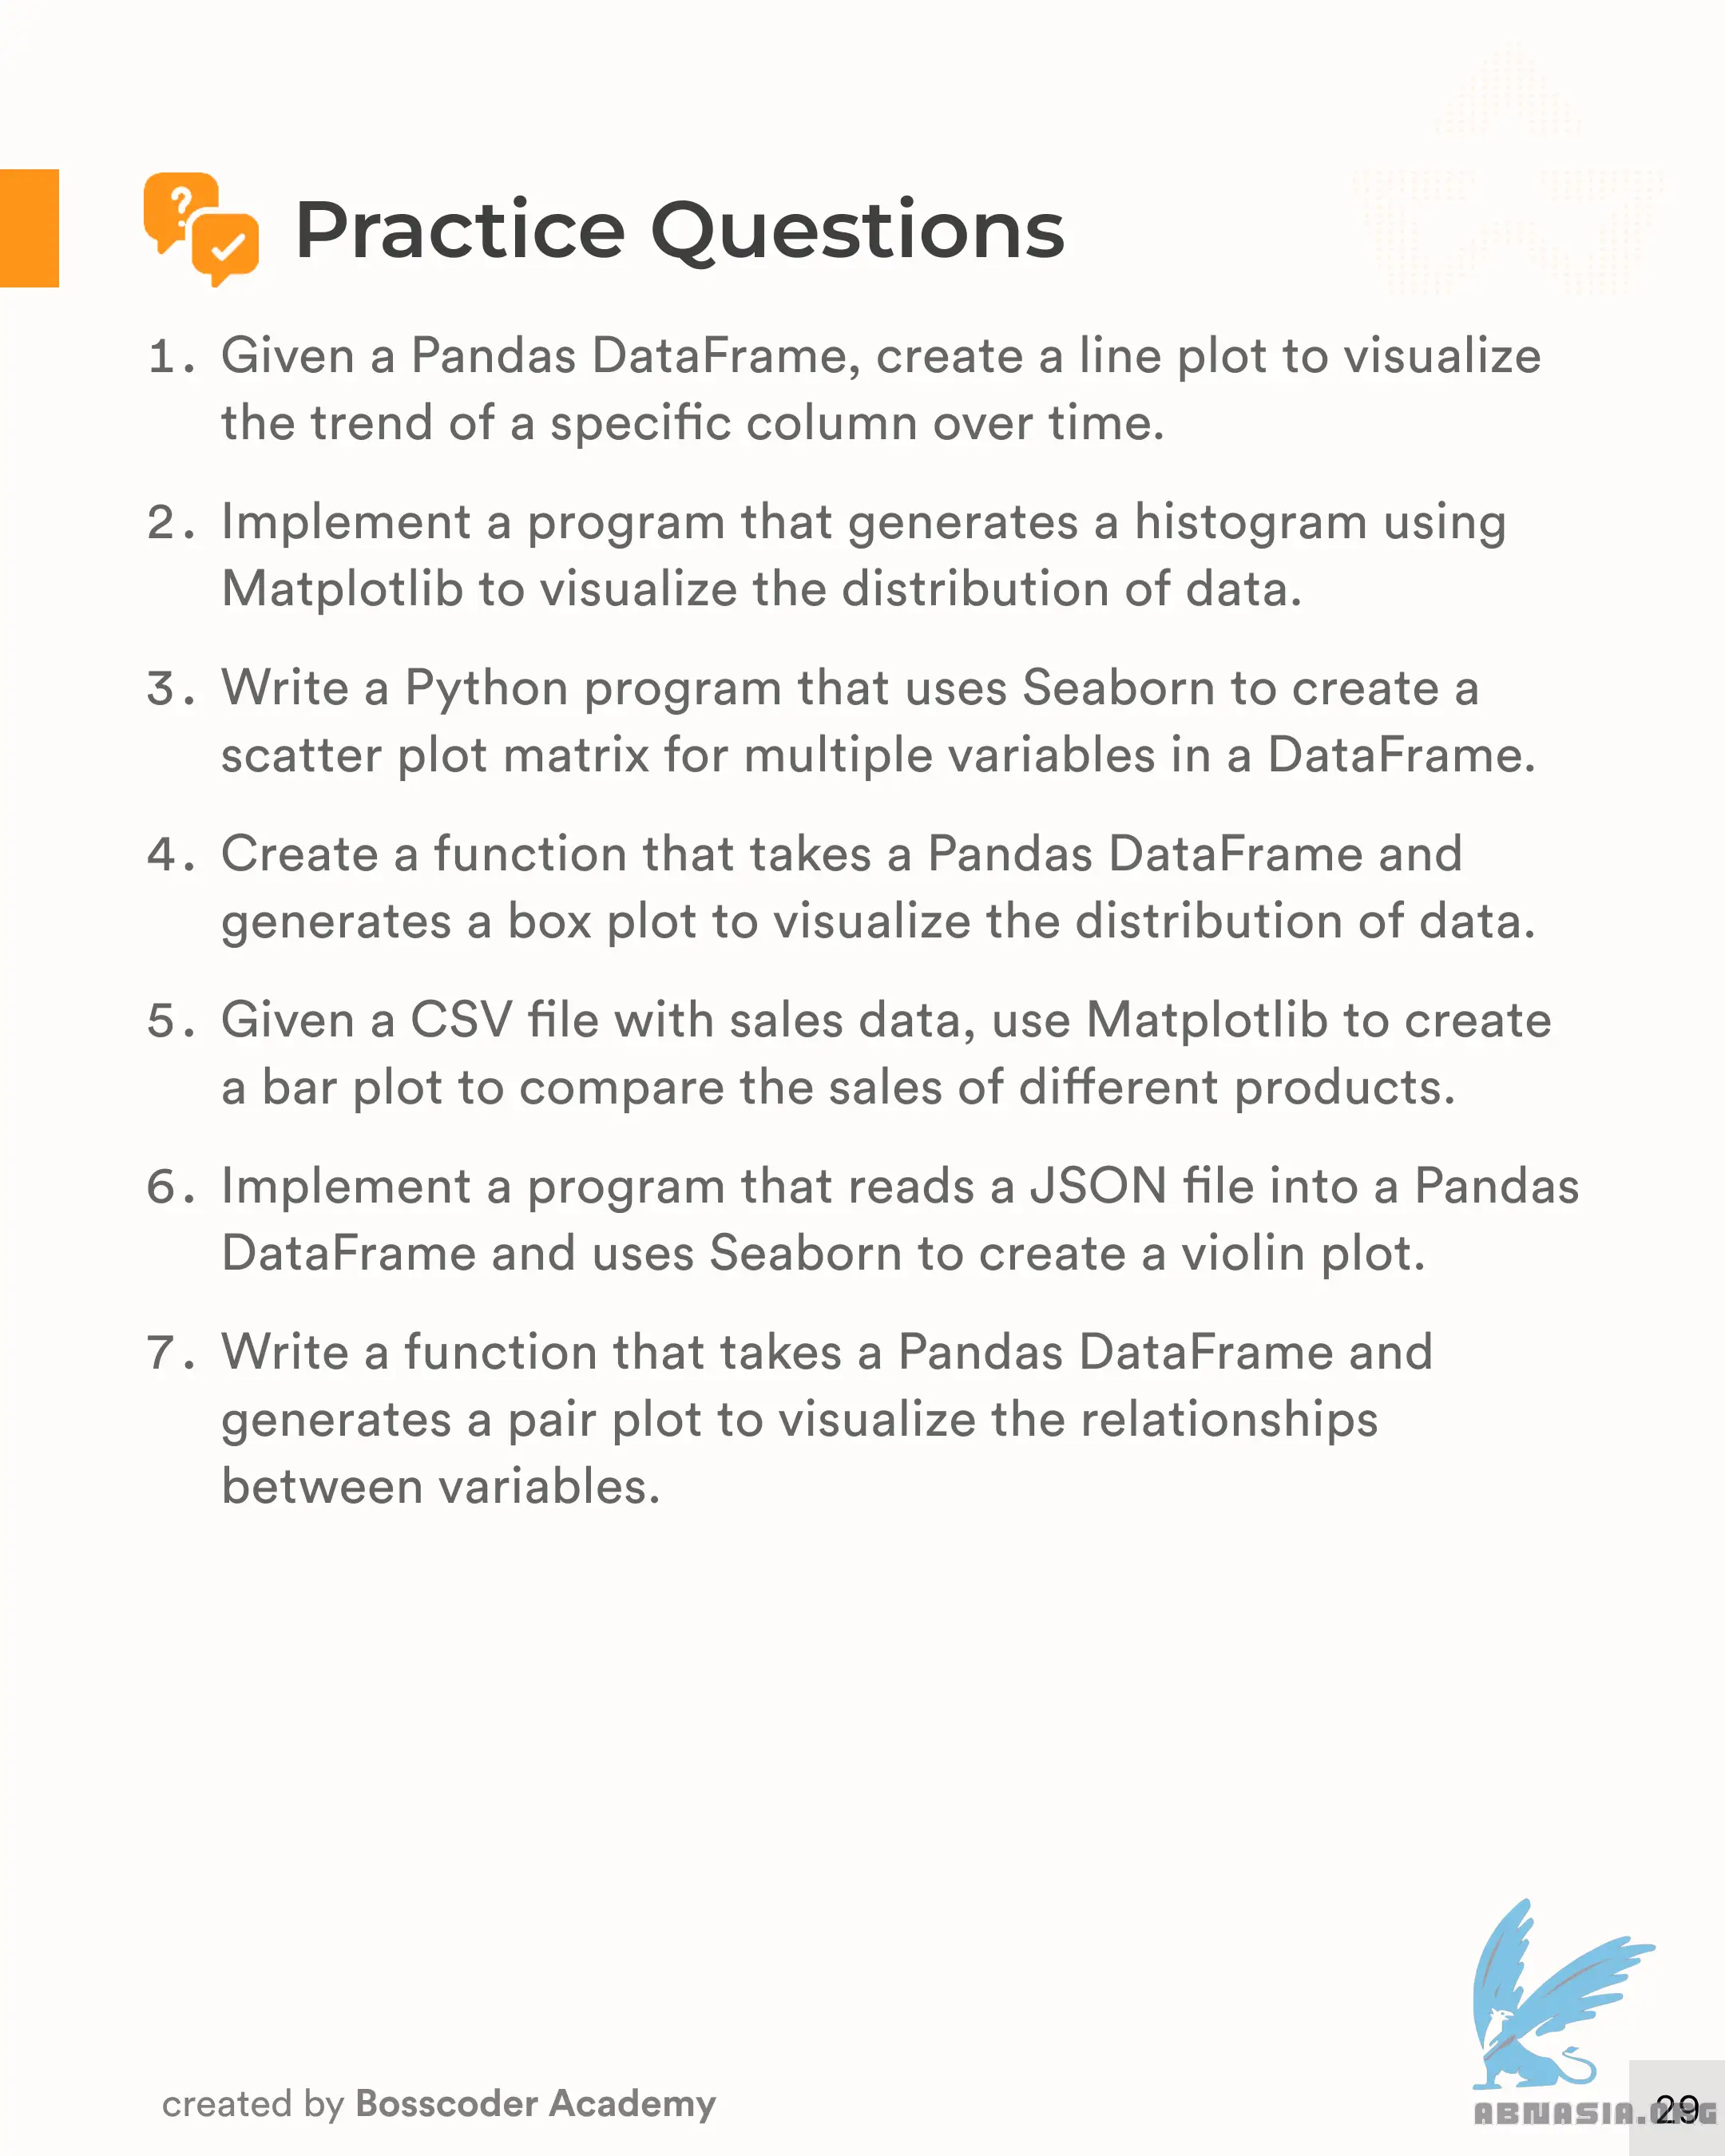 Practice Questions
1. Given a Pandas DataFrame, create a line plot to visualize
the trend of a specific column over time.
2. Implement a program that generates a histogram using
Matplotlib to visualize the distribution of data.
3. Write a Python program that uses Seaborn to create a
scatter plot matrix for multiple variables in a DataFrame.
4. Create a function that takes a Pandas DataFrame and
generates a box plot to visualize the distribution of data.
5. Given a CSV file with sales data, use Matplotlib to create
a bar plot to compare the sales of different products.
6. Implement a program that reads a JSON file into a Pandas
DataFrame and uses Seaborn to create a violin plot.
7. Write a function that takes a Pandas DataFrame and
generates a pair plot to visualize the relationships
between variables.
created by Bosscoder Academy
ABNASIA.ORG
29